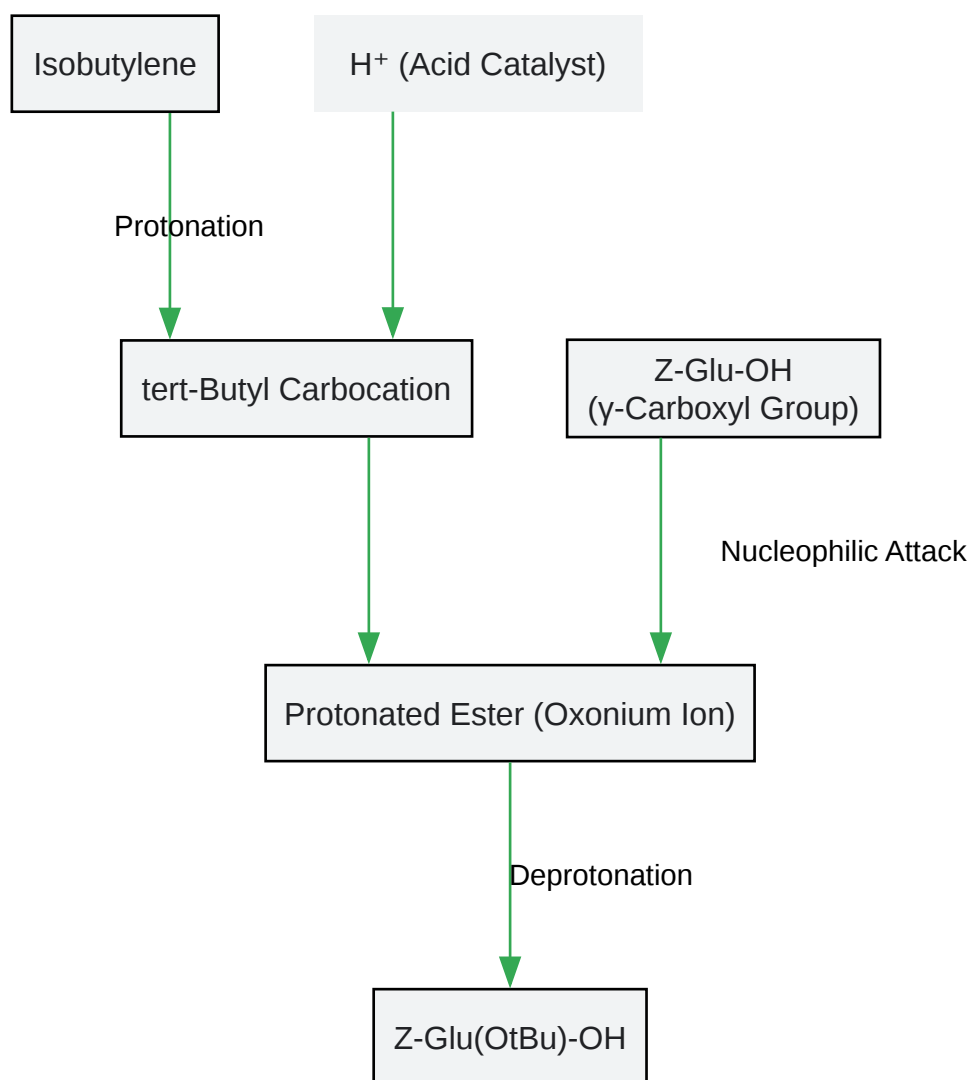 Isobutylene
H⁺ (Acid Catalyst)
Protonation
tert-Butyl Carbocation
Z-Glu-OH
(γ-Carboxyl Group)
Nucleophilic Attack
Protonated Ester (Oxonium Ion)
Deprotonation
Z-Glu(OtBu)-OH